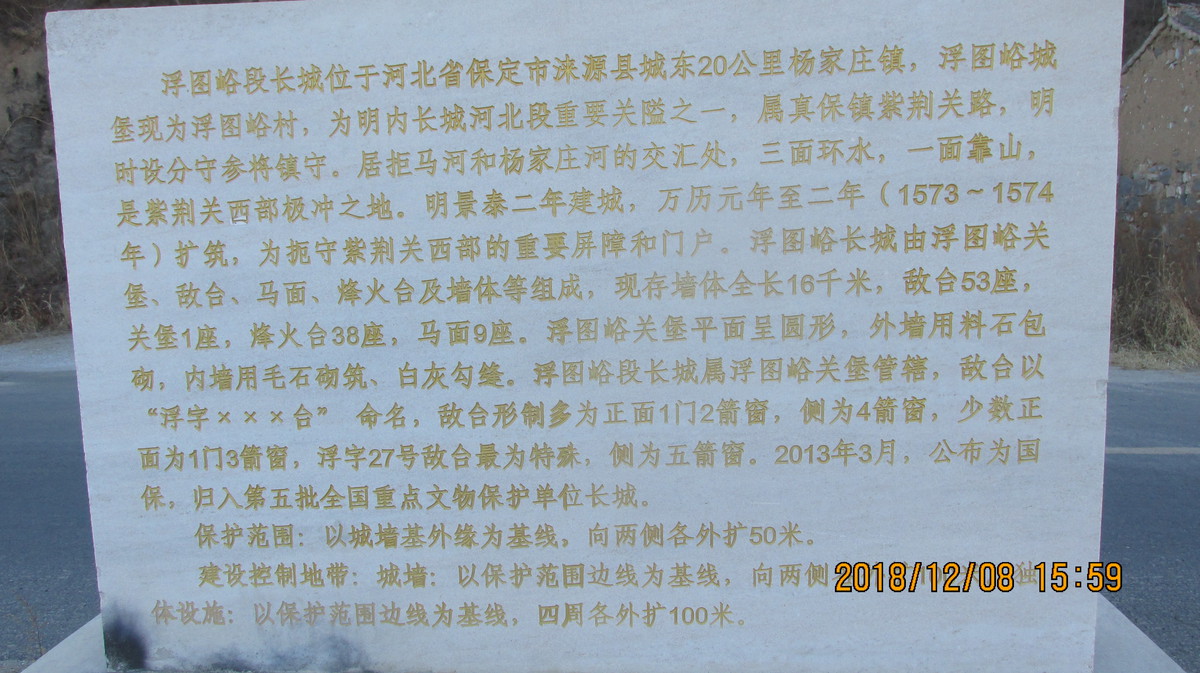 浮图峪段长城位于河北省保定市涞源县城东20公里杨家庄镇，浮图峪城
堡现为浮图峪村，为明内长城河北段重要关隘之一，属真保镇紫荆关路，明
时设分守参将镇守。居拒马河和杨家庄河的交汇处，三面环水，一面靠山，
是紫荆关西部极冲之地。明景泰二年建城，万历元年至二年（1573～1574
年）扩筑，为扼守紫荆关西部的重要屏障和门户。浮图峪长城由浮图峪关
堡、敌台、马面、烽火台及墙体等组成，现存墙体全长16千米，敌台53座，
关堡1座，烽火台38座，马面9座。浮图峪关堡平面呈圆形，外墙用料石包
砌，内墙用毛石砌筑、白灰勾缝。浮图峪段长城属浮图峪关堡管辖，敌台以
“浮字×××台” 命名，敌台形制多为正面1门2箭窗，侧为4箭窗，少数正
面为1门3箭窗，浮字27号敌台最为特殊，侧为五箭窗。2013年3月，公布为国
保，归入第五批全国重点文物保护单位长城。
保护范围：以城墙基外缘为基线，向两侧各外扩50米。
建设控制地带：城墙：以保护范围边线为基线，向两侧 独
体设施：以保护范围边线为基线，四周各外扩100米。
2018/12/08 15:59